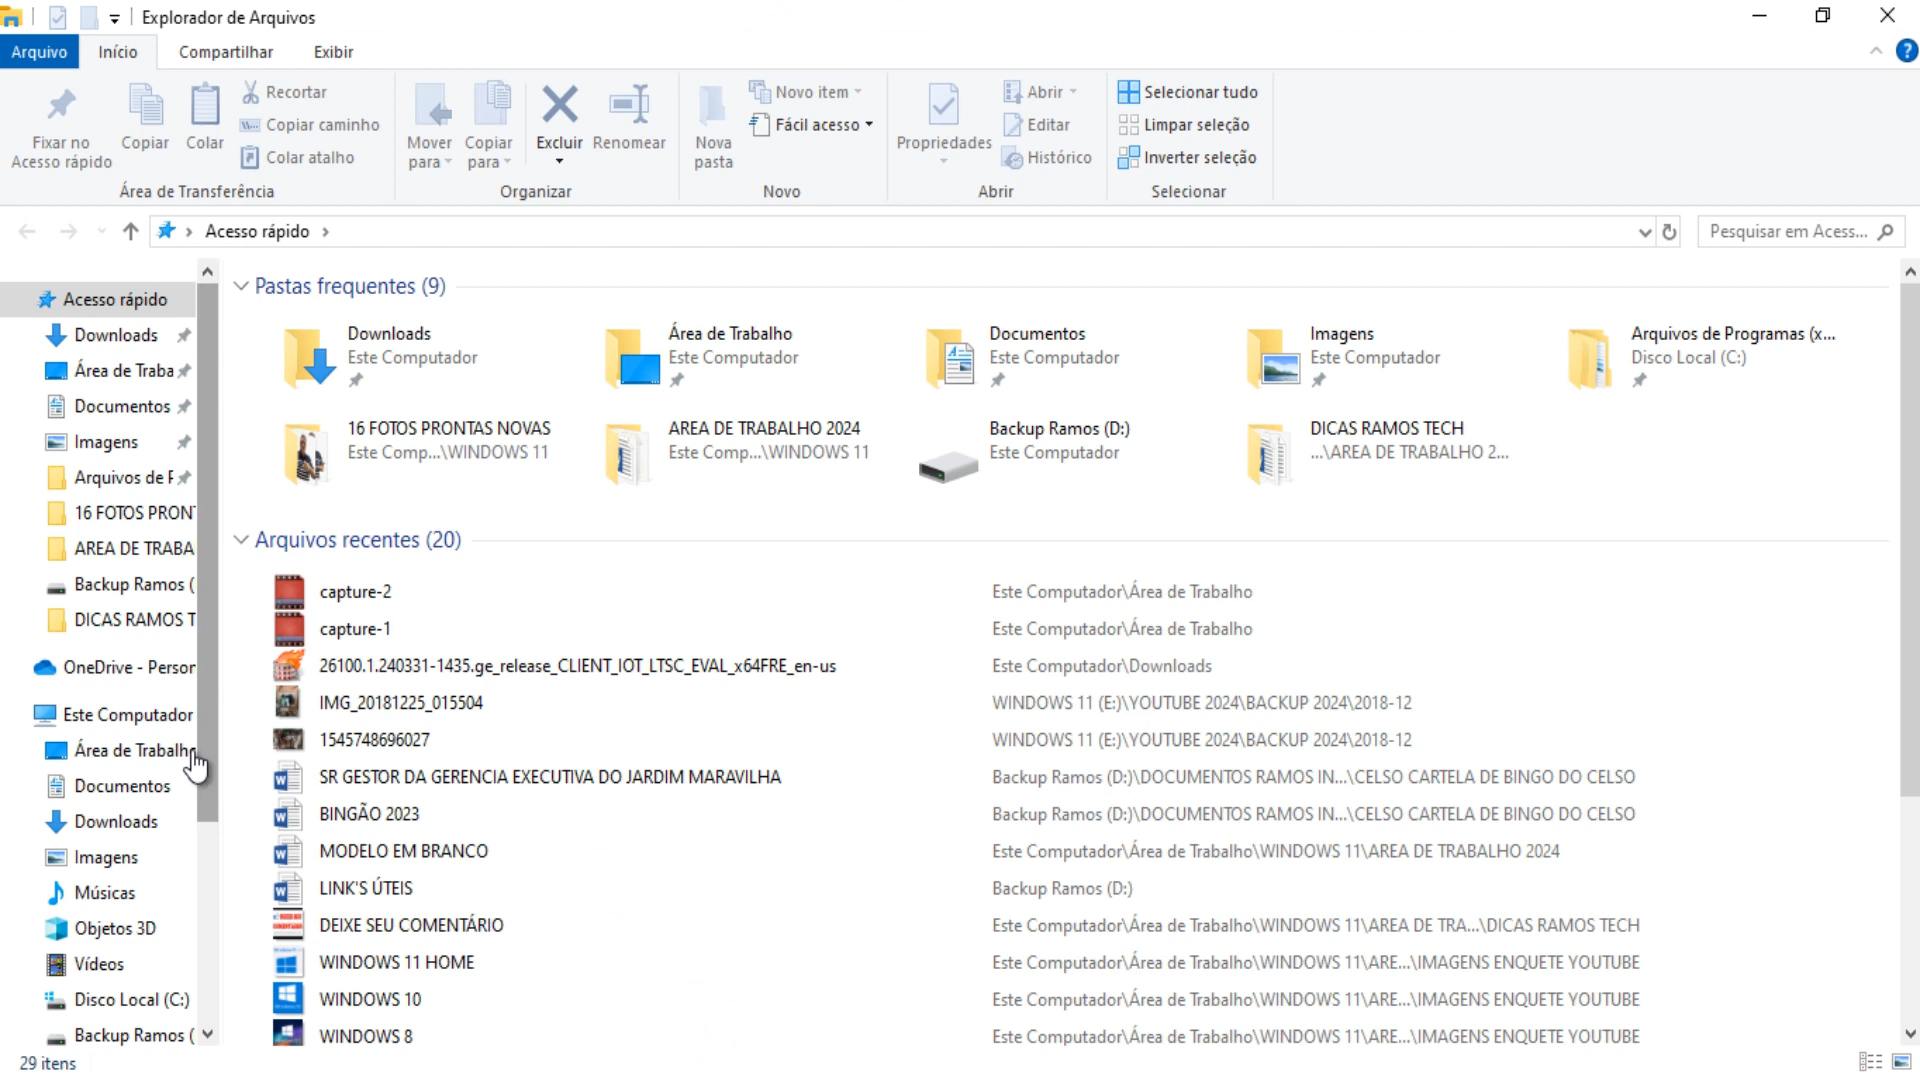 Explorador de Arquivos
Arquivo Início Compartilhar Exibir
Fixar no
Acesso rápido
Copiar
Colar
Recortar
Copiar caminho
Colar atalho
Área de Transferência
Mover
para
Copiar
para
Excluir
Renomear
Organizar
Nova
pasta
Novo item
Fácil acesso
Novo
Propriedades
Abrir
Editar
Histórico
Abrir
Selecionar tudo
Limpar seleção
Inverter seleção
Selecionar
Acesso rápido
Pesquisar em Acess...
Acesso rápido
Downloads
Área de Traba
Documentos
Imagens
Arquivos de P
16 FOTOS PRONT
AREA DE TRABA
Backup Ramos (
DICAS RAMOS T
OneDrive - Person
Este Computador
Área de Trabalho
Documentos
Downloads
Imagens
Músicas
Objetos 3D
Vídeos
Disco Local (C:)
Backup Ramos (
Pastas frequentes (9)
Downloads
Este Computador
Área de Trabalho
Este Computador
Documentos
Este Computador
Imagens
Este Computador
Arquivos de Programas (x...
Disco Local (C:)
16 FOTOS PRONTAS NOVAS
Este Comp...\WINDOWS 11
AREA DE TRABALHO 2024
Este Comp...\WINDOWS 11
Backup Ramos (D:)
Este Computador
DICAS RAMOS TECH
...\AREA DE TRABALHO 2...
Arquivos recentes (20)
capture-2 Este Computador\Área de Trabalho
capture-1 Este Computador\Área de Trabalho
26100.1.240331-1435.ge_release_CLIENT_IOT_LTSC_EVAL_x64FRE_en-us Este Computador\Downloads
IMG_20181225_015504 WINDOWS 11 (E:)\YOUTUBE 2024\BACKUP 2024\2018-12
1545748696027 WINDOWS 11 (E:)\YOUTUBE 2024\BACKUP 2024\2018-12
SR GESTOR DA GERENCIA EXECUTIVA DO JARDIM MARAVILHA Backup Ramos (D:)\DOCUMENTOS RAMOS IN...\CELSO CARTELA DE BINGO DO CELSO
BINGÃO 2023 Backup Ramos (D:)\DOCUMENTOS RAMOS IN...\CELSO CARTELA DE BINGO DO CELSO
MODELO EM BRANCO Este Computador\Área de Trabalho\WINDOWS 11\AREA DE TRABALHO 2024
LINK'S ÚTEIS Backup Ramos (D:)
DEIXE SEU COMENTÁRIO Este Computador\Área de Trabalho\WINDOWS 11\AREA DE TRA...\DICAS RAMOS TECH
WINDOWS 11 HOME Este Computador\Área de Trabalho\WINDOWS 11\ARE...\IMAGENS ENQUETE YOUTUBE
WINDOWS 10 Este Computador\Área de Trabalho\WINDOWS 11\ARE...\IMAGENS ENQUETE YOUTUBE
WINDOWS 8 Este Computador\Área de Trabalho\WINDOWS 11\ARE...\IMAGENS ENQUETE YOUTUBE
29 itens